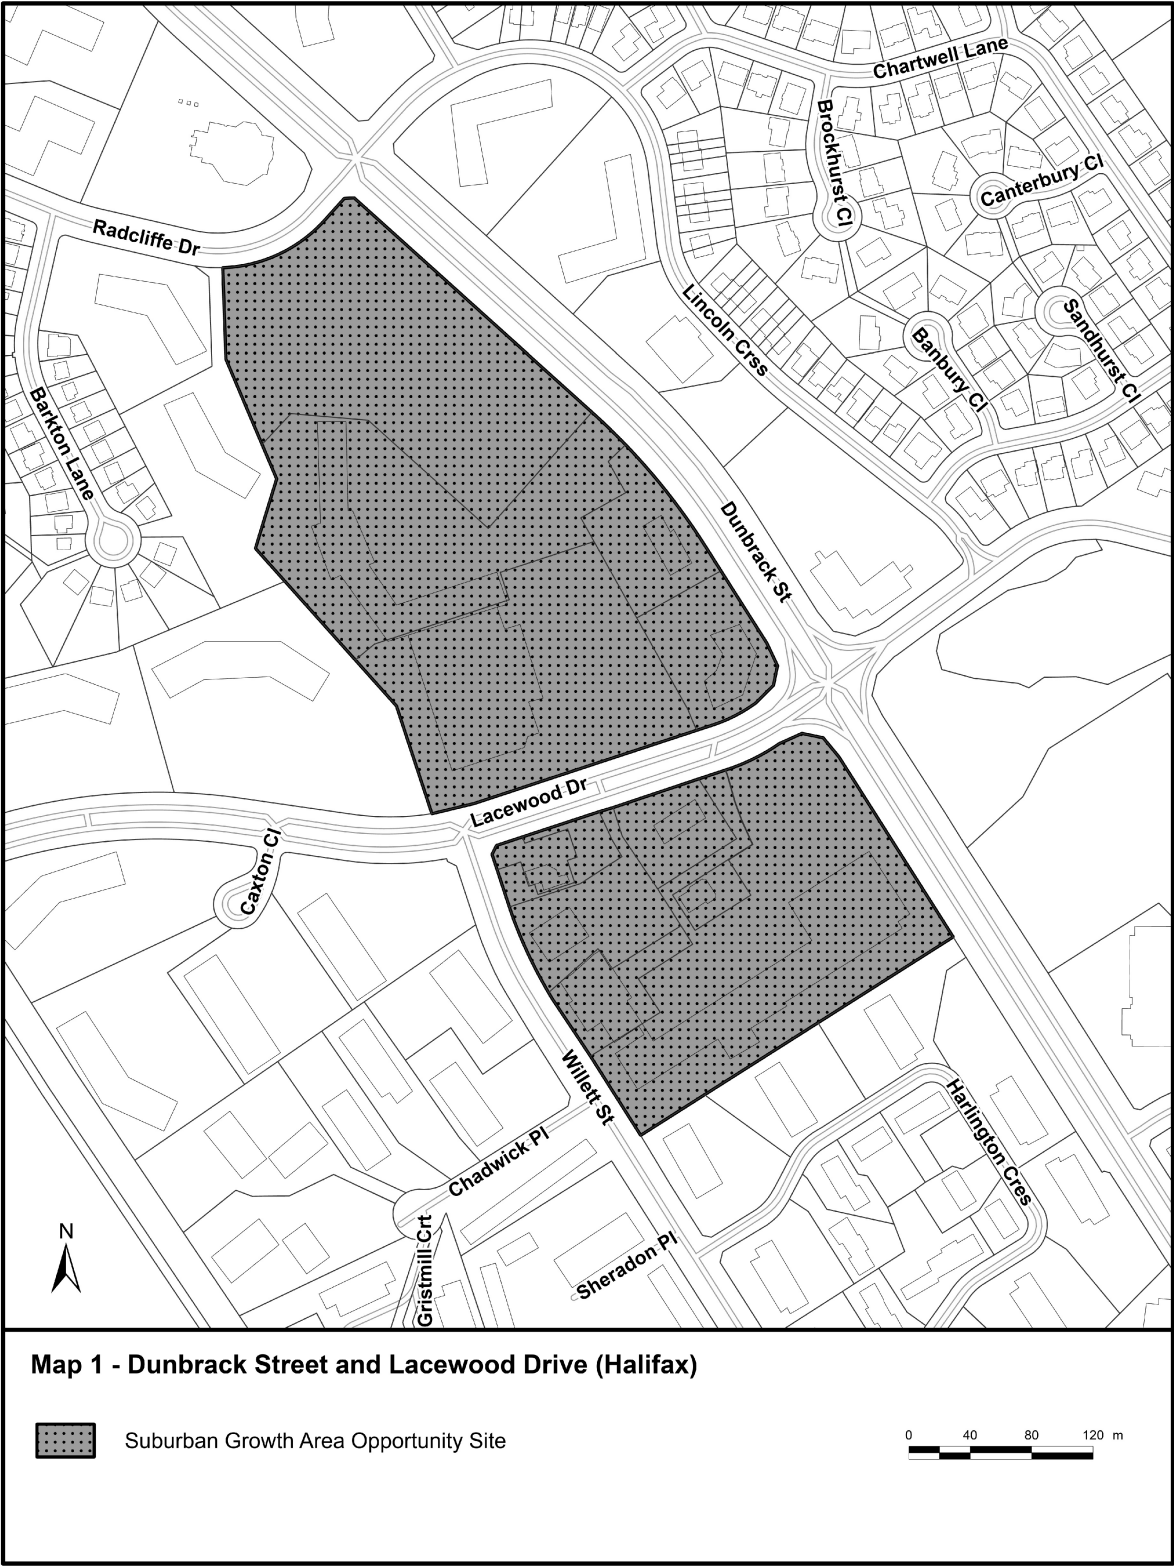 Chartwell Lane
Brockhurst Cl
Canterbury Cl
Radcliffe Dr
Lincoln Crss
Sandhurst Cl
Banbury Cl
Barkton Lane
Dunbrack St
Lacewood Dr
Caxton Cl
Willett St
Chadwick Pl
Harlington Cres
Gristmill Crt
Sheradon Pl
N
Map 1 - Dunbrack Street and Lacewood Drive (Halifax)
Suburban Growth Area Opportunity Site
0 40 80 120 m